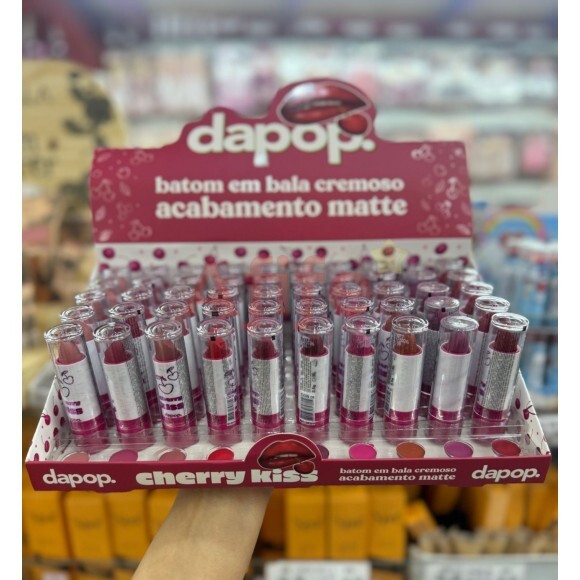 dapop.
batom em bala cremoso
acabamento matte
dapop.
cherry kiss
batom em bala cremoso
acabamento matte
dapop.